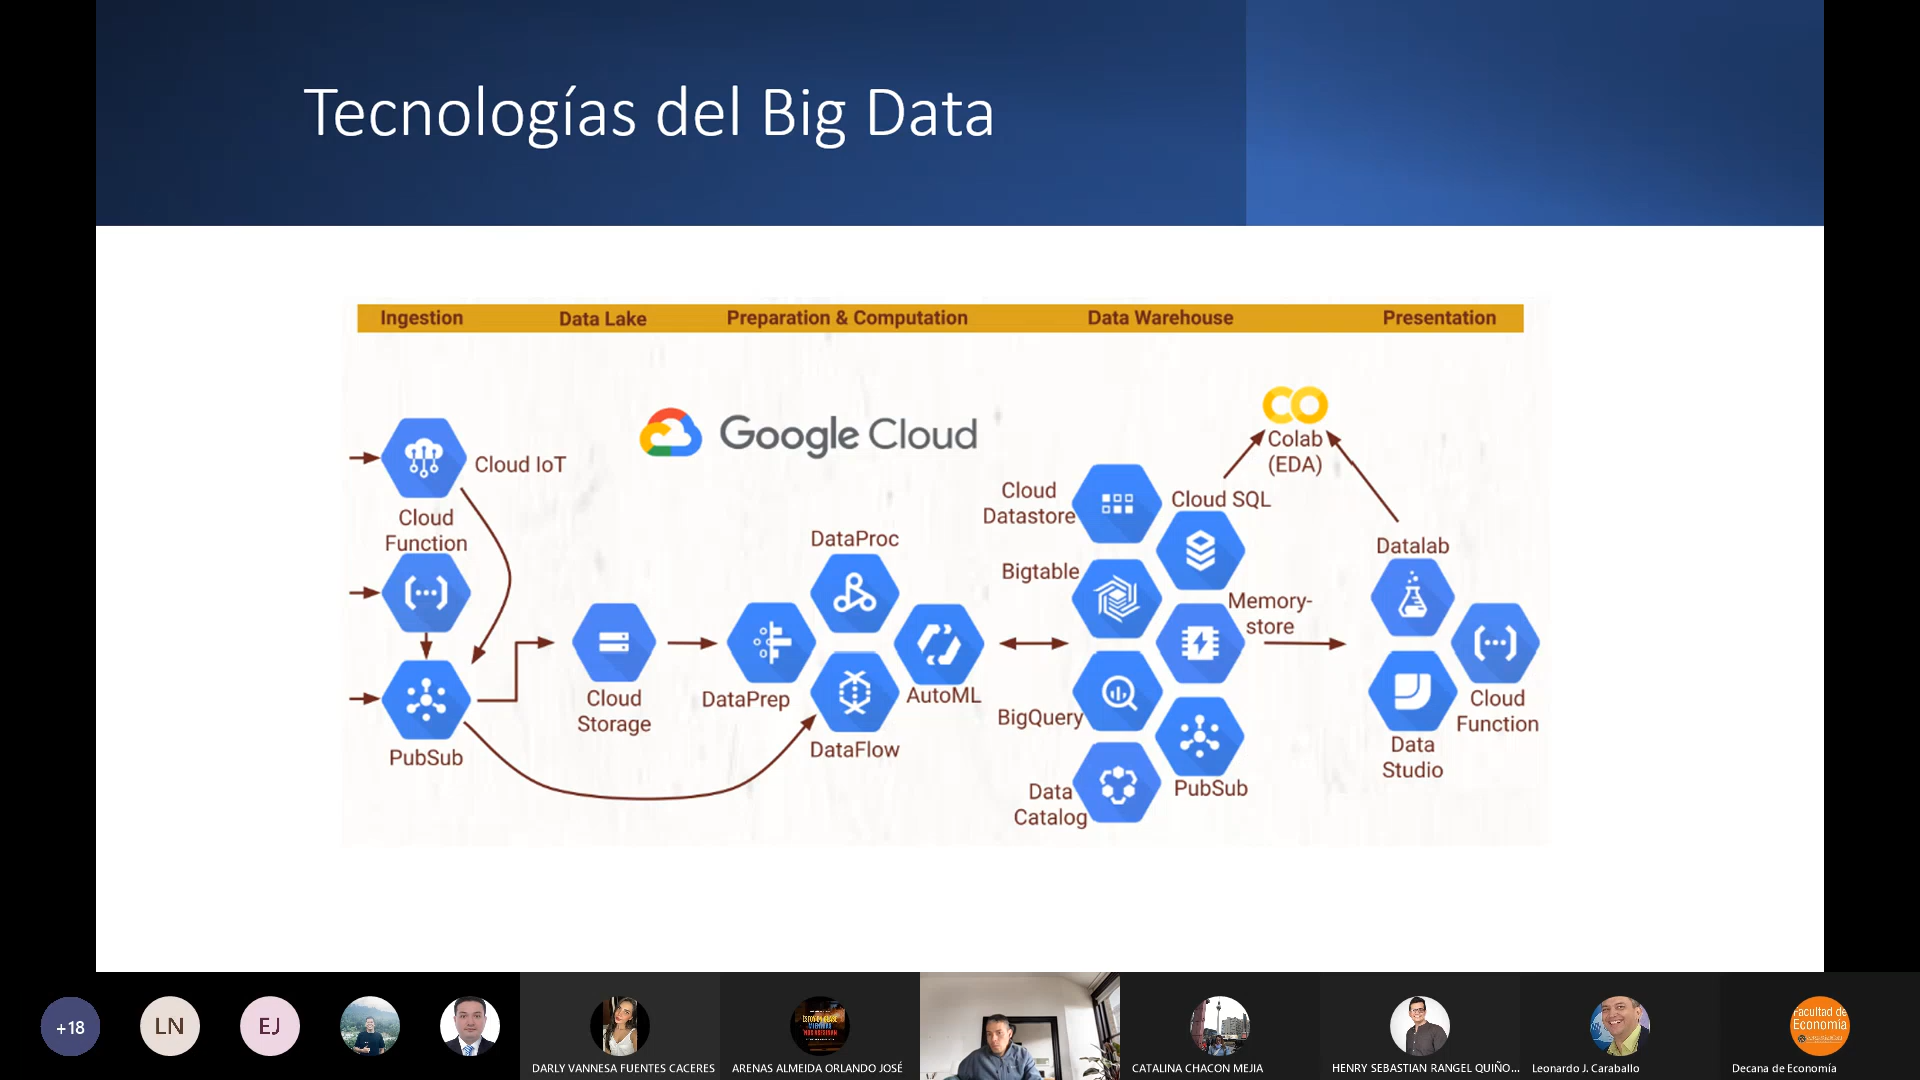 Tecnologías del Big Data
Ingestion
Data Lake
Preparation & Computation
Data Warehouse
Presentation
Google Cloud
Cloud IoT
Cloud
Function
PubSub
Cloud
Storage
DataPrep
DataProc
DataFlow
AutoML
Cloud
Datastore
Cloud SQL
Bigtable
Memory-
store
BigQuery
PubSub
Data
Catalog
Colab
(EDA)
Datalab
Cloud
Function
Data
Studio
+18
LN
EJ
DARLY VANNESA FUENTES CACERES
ARENAS ALMEIDA ORLANDO JOSÉ
CATALINA CHACON MEJIA
HENRY SEBASTIAN RANGEL QUIÑO...
Leonardo J. Caraballo
Facultad de
Economía
Decana de Economía